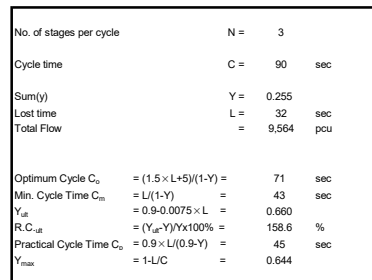 No. of stages per cycle N = 3
Cycle time C = 90 sec
Sum(y) Y = 0.255
Lost time L = 32 sec
Total Flow = 9,564 pcu
Optimum Cycle Co = (1.5×L+5)/(1-Y) = 71 sec
Min. Cycle Time Cm = L/(1-Y) = 43 sec
Yult = 0.9-0.0075×L = 0.660
R.C.ult = (Yult-Y)/Yx100% = 158.6 %
Practical Cycle Time Cp = 0.9×L/(0.9-Y) = 45 sec
Ymax = 1-L/C = 0.644